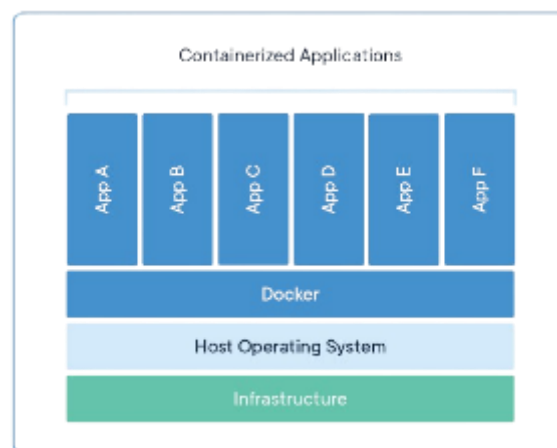 Containerized Applications
App A
App B
App C
App D
App E
App F
Docker
Host Operating System
Infrastructure